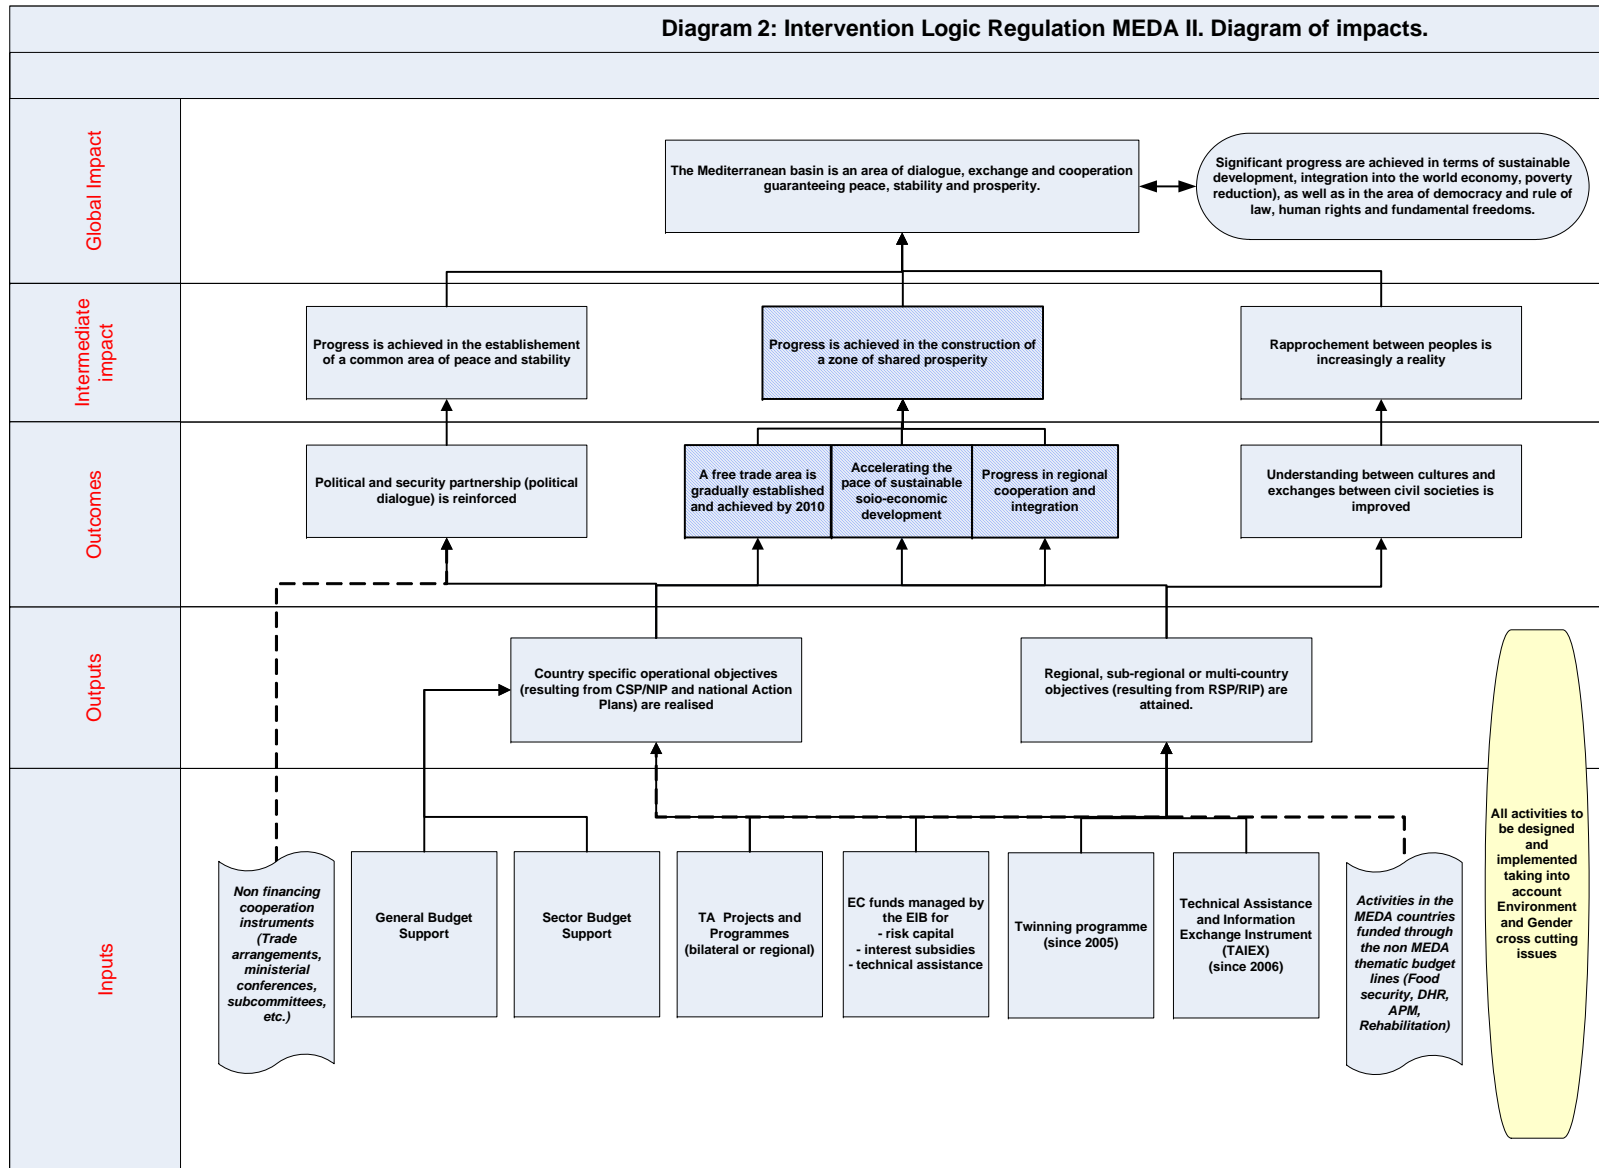 Diagram 2: Intervention Logic Regulation MEDA II. Diagram of impacts.
Global Impact
The Mediterranean basin is an area of dialogue, exchange and cooperation
guaranteeing peace, stability and prosperity.
Significant progress are achieved in terms of sustainable
development, integration into the world economy, poverty
reduction), as well as in the area of democracy and rule of
law, human rights and fundamental freedoms.
Intermediate
impact
Progress is achieved in the establisement
of a common area of peace and stability
Progress is achieved in the construction of
a zone of shared prosperity
Rapprochement between peoples is
increasingly a reality
Outcomes
Political and security partnership (political
dialogue) is reinforced
A free trade area is
gradually established
and achieved by 2010
Accelerating the
pace of sustainable
soio-economic
development
Progress in regional
cooperation and
integration
Understanding between cultures and
exchanges between civil societies is
improved
Outputs
Country specific operational objectives
(resulting from CSP/NIP and national Action
Plans) are realised
Regional, sub-regional or multi-country
objectives (resulting from RSP/RIP) are
attained.
Inputs
Non financing
cooperation
instruments
(Trade
arrangements,
ministerial
conferences,
subcommittees,
etc.)
General Budget
Support
Sector Budget
Support
TA Projects and
Programmes
(bilateral or regional)
EC funds managed by
the EIB for
- risk capital
- interest subsidies
- technical assistance
Twinning programme
(since 2005)
Technical Assistance
and Information
Exchange Instrument
(TAIEX)
(since 2006)
Activities in the
MEDA countries
funded through
the non MEDA
thematic budget
lines (Food
security, DHR,
APM,
Rehabilitation)
All activities to
be designed
and
implemented
taking into
account
Environment
and Gender
cross cutting
issues